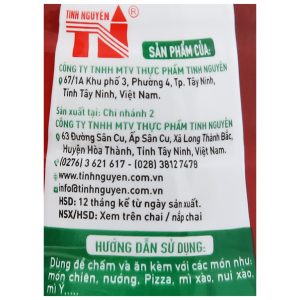 TINH NGUYÊN
TN®
SẢN PHẨM CỦA:
CÔNG TY TNHH MTV THỰC PHẨM TINH NGUYÊN
67/1A Khu phố 3, Phường 4, Tp. Tây Ninh,
Tỉnh Tây Ninh, Việt Nam.
Sản xuất tại: Chi nhánh 2
CÔNG TY TNHH MTV THỰC PHẨM TINH NGUYÊN
63 Đường Sân Cu, Ấp Sân Cu, Xã Long Thành Bắc,
Huyện Hòa Thành, Tỉnh Tây Ninh, Việt Nam.
(0276) 3 621 617 - (028) 38127479
www.tinhnguyen.com.vn
info@tinhnguyen.com.vn
HSD: 12 tháng kể từ ngày sản xuất.
NSX/HSD: Xem trên chai / nắp chai
HƯỚNG DẪN SỬ DỤNG:
Dùng để chấm và ăn kèm với các món như:
món chiên, nướng, Pizza, mì xào, nui xào,
mì Ý.....